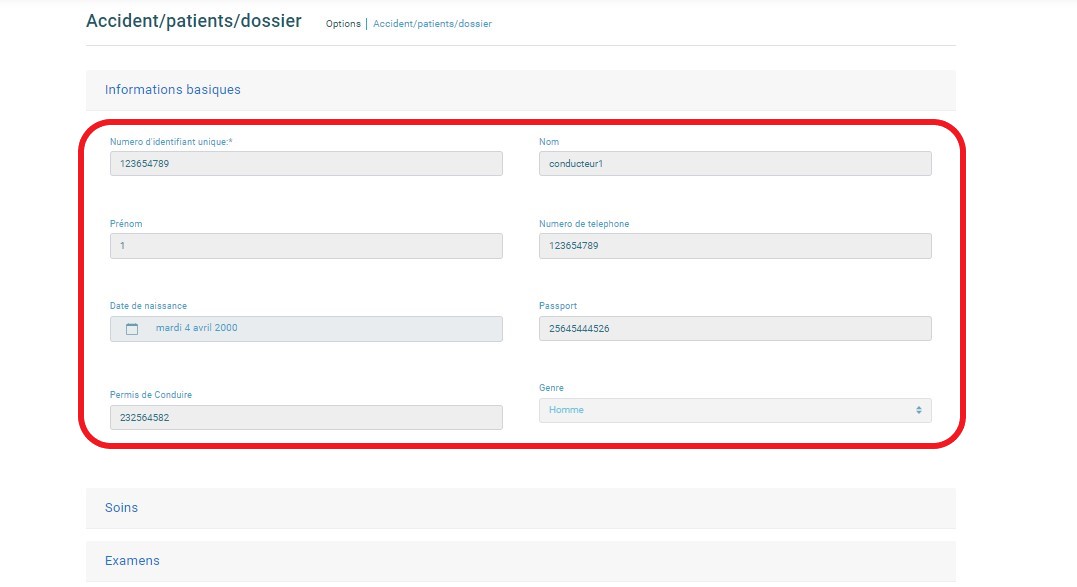 Accident/patients/dossier Options | Accident/patients/dossier
Informations basiques
Numero d'identifiant unique:*
123654789
Nom
conducteur1
Prénom
1
Numero de telephone
123654789
Date de naissance
mardi 4 avril 2000
Passport
25645444526
Permis de Conduire
232564582
Genre
Homme
Soins
Examens